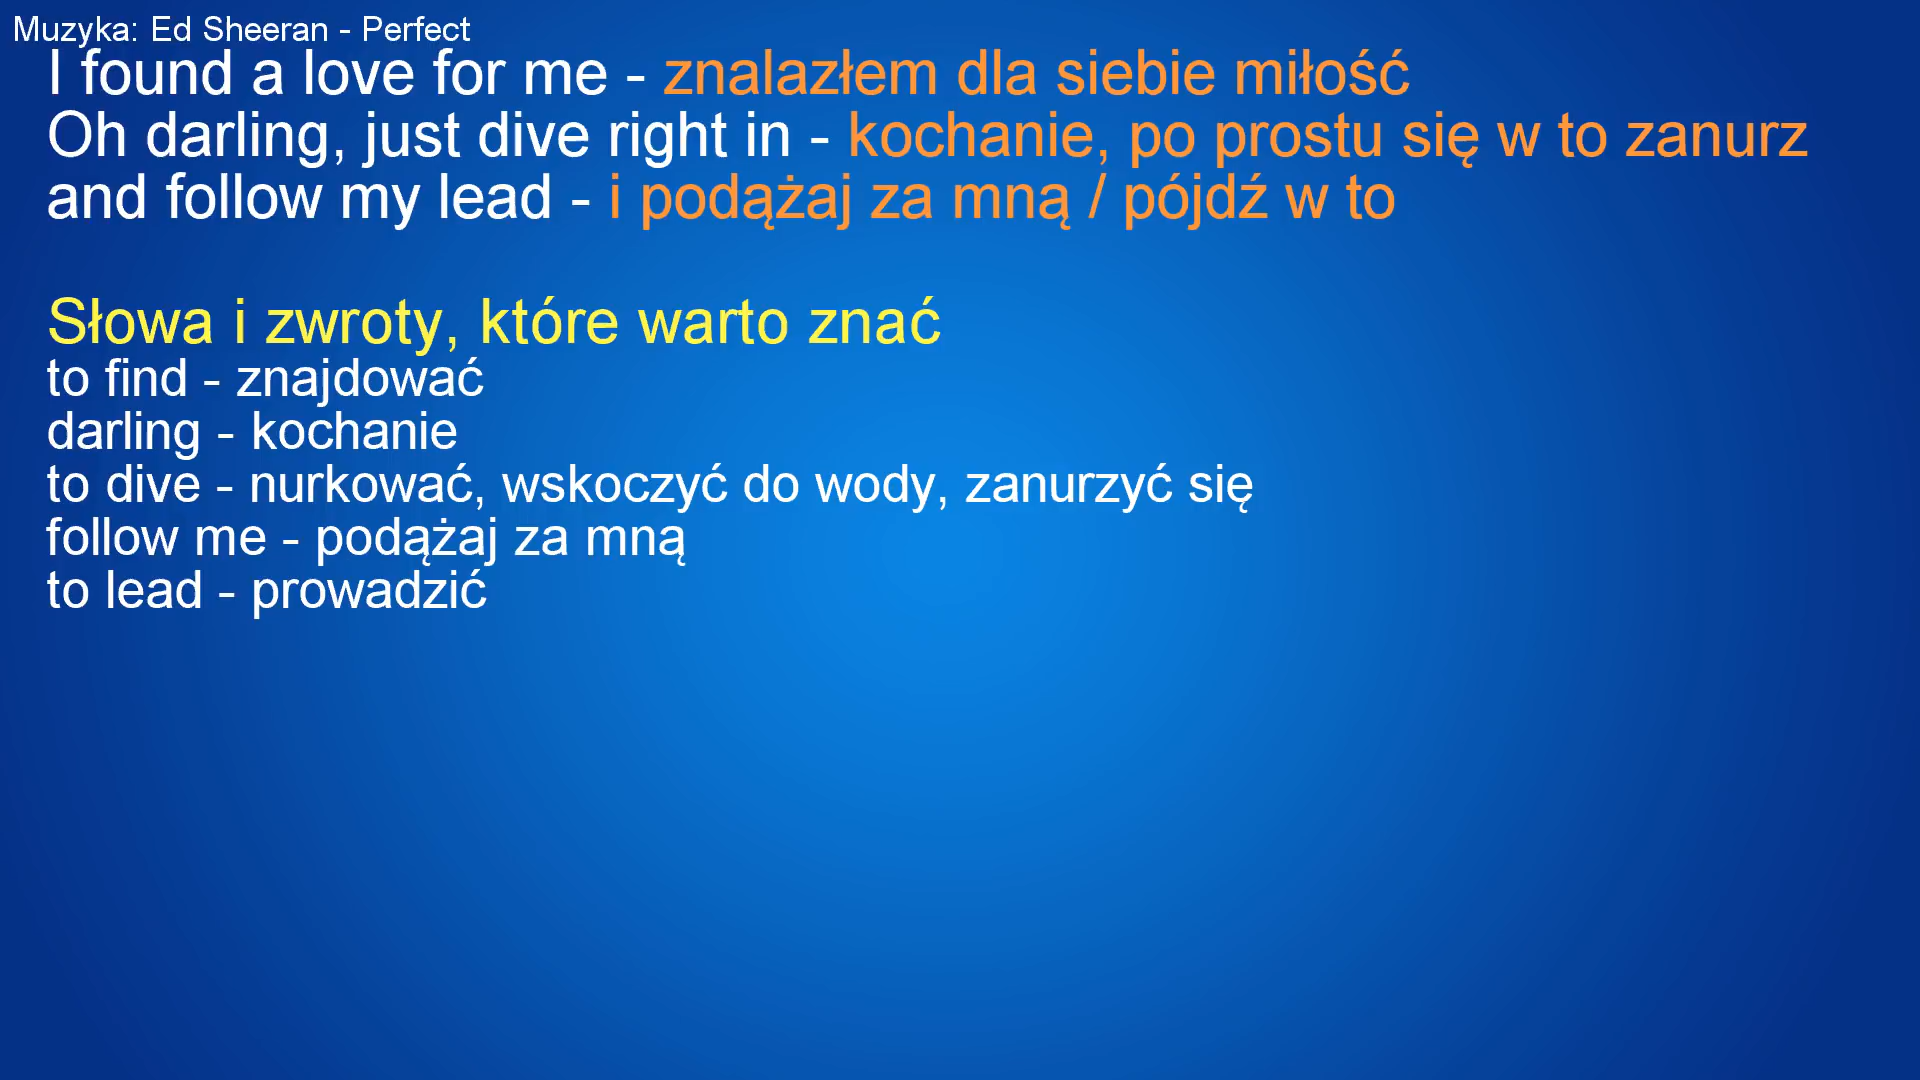 Muzyka: Ed Sheeran - Perfect
I found a love for me - znalazłem dla siebie miłość
Oh darling, just dive right in - kochanie, po prostu się w to zanurz
and follow my lead - i podążaj za mną / pójdź w to
Słowa i zwroty, które warto znać
to find - znajdować
darling - kochanie
to dive - nurkować, wskoczyć do wody, zanurzyć się
follow me - podążaj za mną
to lead - prowadzić